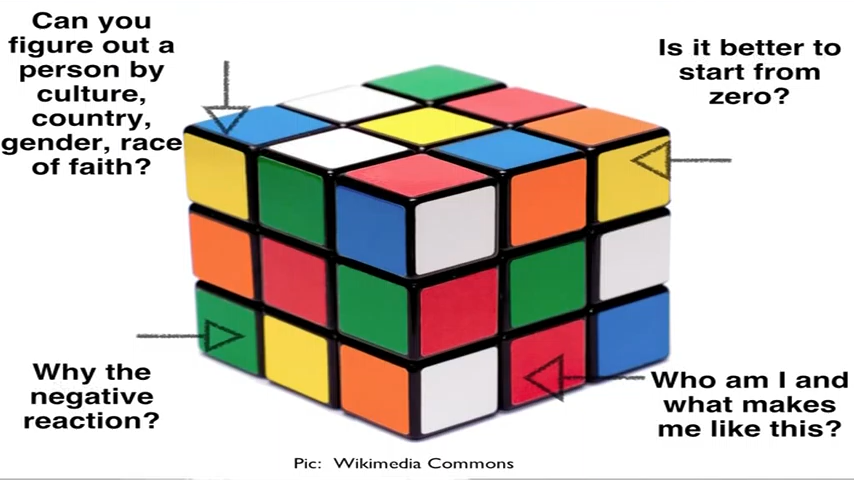 Can you
figure out a
person by
culture,
country,
gender, race
of faith?
Is it better to
start from
zero?
Why the
negative
reaction?
Who am I and
what makes
me like this?
Pic: Wikimedia Commons